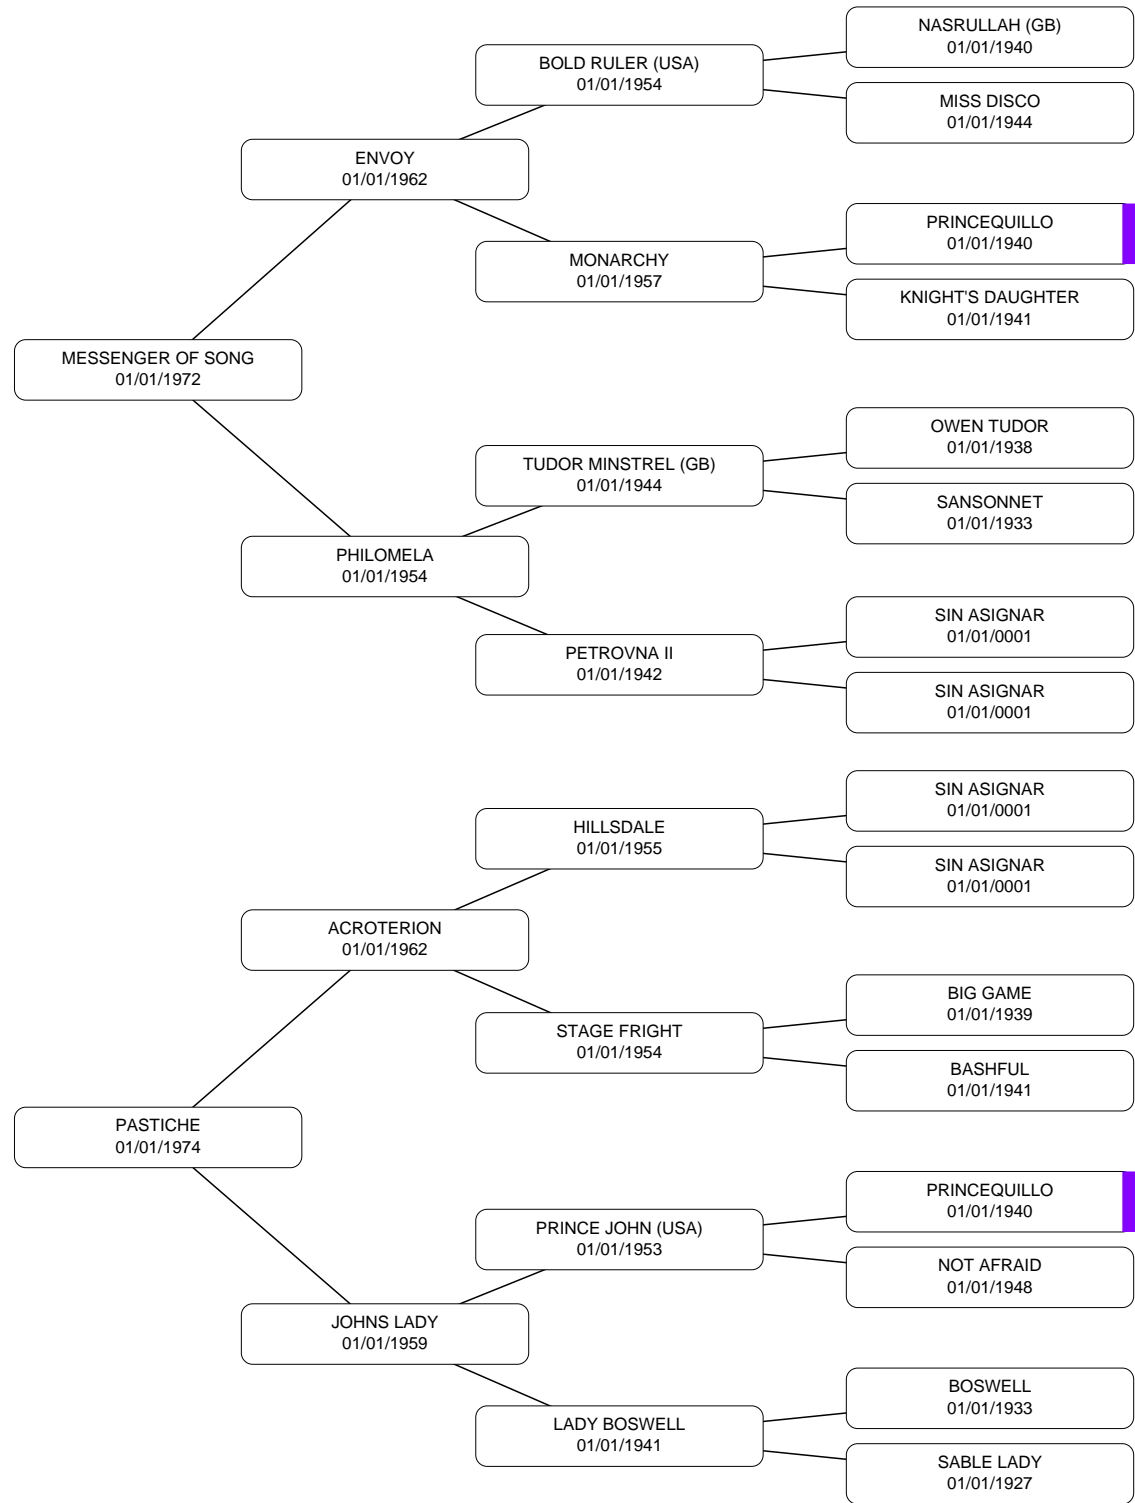 NASRULLAH (GB)
01/01/1940
BOLD RULER (USA)
01/01/1954
MISS DISCO
01/01/1944
ENVOY
01/01/1962
PRINCEQUILLO
01/01/1940
MONARCHY
01/01/1957
KNIGHT'S DAUGHTER
01/01/1941
MESSENGER OF SONG
01/01/1972
OWEN TUDOR
01/01/1938
TUDOR MINSTREL (GB)
01/01/1944
SANSONNET
01/01/1933
PHILOMELA
01/01/1954
SIN ASIGNAR
01/01/0001
PETROVNA II
01/01/1942
SIN ASIGNAR
01/01/0001
SIN ASIGNAR
01/01/0001
HILLSDALE
01/01/1955
SIN ASIGNAR
01/01/0001
ACROTERION
01/01/1962
BIG GAME
01/01/1939
STAGE FRIGHT
01/01/1954
BASHFUL
01/01/1941
PASTICHE
01/01/1974
PRINCEQUILLO
01/01/1940
PRINCE JOHN (USA)
01/01/1953
NOT AFRAID
01/01/1948
JOHNS LADY
01/01/1959
BOSWELL
01/01/1933
LADY BOSWELL
01/01/1941
SABLE LADY
01/01/1927